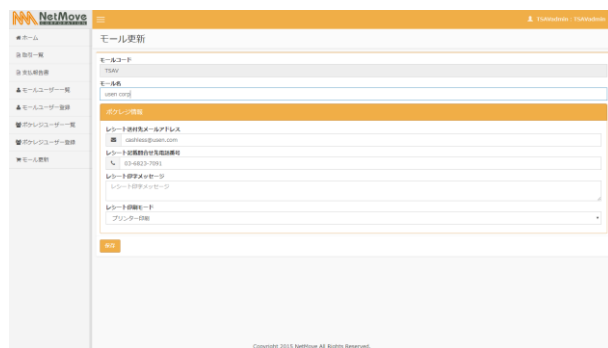 NetMove
CORPORATION
TSAVadmin : TSAVadmin
ホーム
取引一覧
支払報告書
モールユーザー一覧
モールユーザー登録
ポケレジユーザー一覧
ポケレジユーザー登録
モール更新
モール更新
モールコード
TSAV
モール名
usen corp
ポケレジ情報
レシート送付先メールアドレス
cashless@usen.com
レシート記載問合せ先電話番号
03-6823-7091
レシート印字メッセージ
レシート印字メッセージ
レシート印刷モード
プリンター印刷
保存
Copyright 2015 NetMove All Rights Reserved.